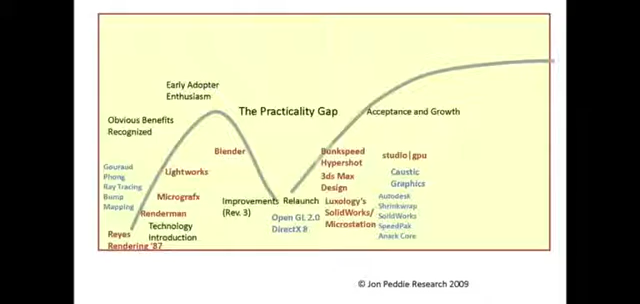 Early Adopter
Enthusiasm
The Practicality Gap
Acceptance and Growth
Obvious Benefits
Recognized
Gouraud
Phong
Ray Tracing
Bump
Mapping
Reyes
Rendering '87
Lightworks
Micrografx
Renderman
Technology
Introduction
Blender
Improvements
(Rev. 3)
Relaunch
Open GL 2.0
DirectX 8
Bunkspeed
Hypershot
3ds Max
Design
Luxology's
SolidWorks/
Microstation
studio|gpu
Caustic
Graphics
Autodesk
Shrinkwrap
SolidWorks
SpeedPak
Anark Core
© Jon Peddie Research 2009